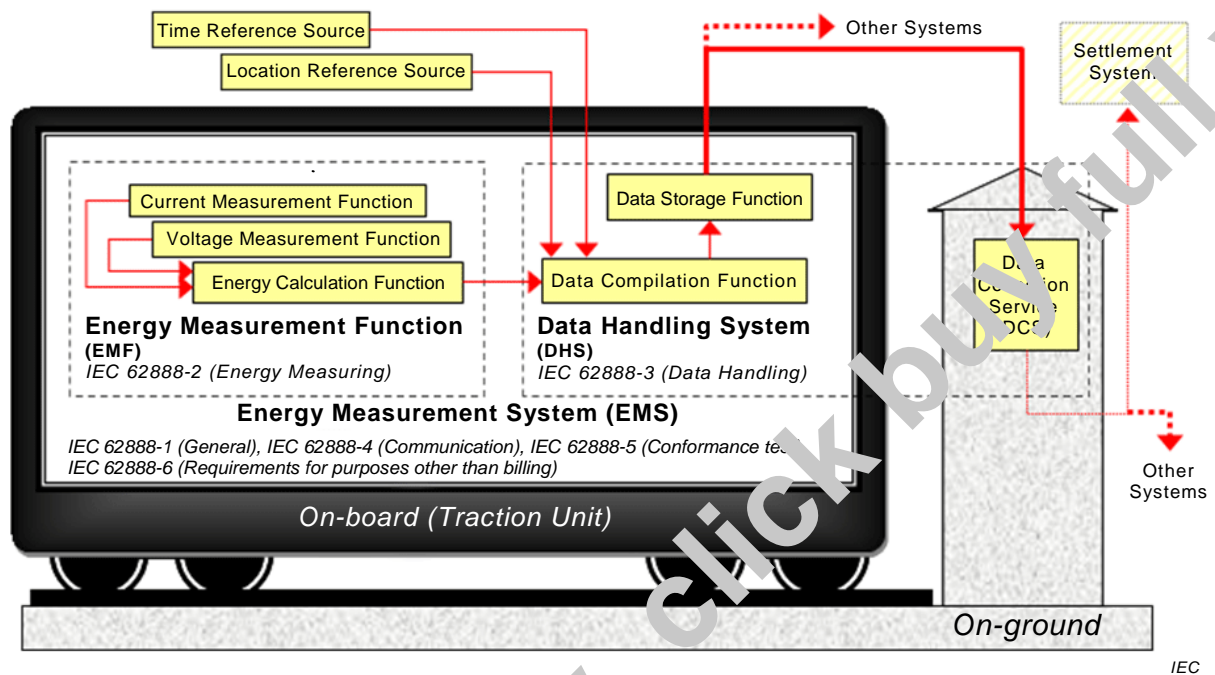 Time Reference Source
Location Reference Source
Other Systems
Settlement
System
Current Measurement Function
Voltage Measurement Function
Energy Calculation Function
Data Storage Function
Data Compilation Function
Energy Measurement Function
(EMF)
IEC 62888-2 (Energy Measuring)
Data Handling System
(DHS)
IEC 62888-3 (Data Handling)
Data
Service
Energy Measurement System (EMS)
IEC 62888-1 (General), IEC 62888-4 (Communication), IEC 62888-5 (Conformance
IEC 62888-6 (Requirements for purposes other than billing)
On-board (Traction Unit)
Other
Systems
On-ground
IEC
click buy full